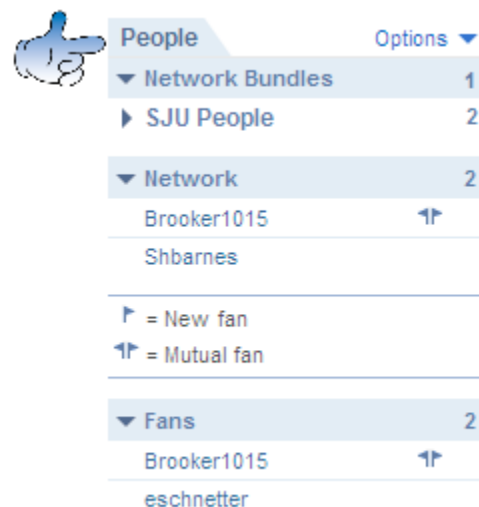 People Options
Network Bundles 1
SJU People 2
Network 2
Brooker1015
Shbarnes
= New fan
= Mutual fan
Fans 2
Brooker1015
eschnetter